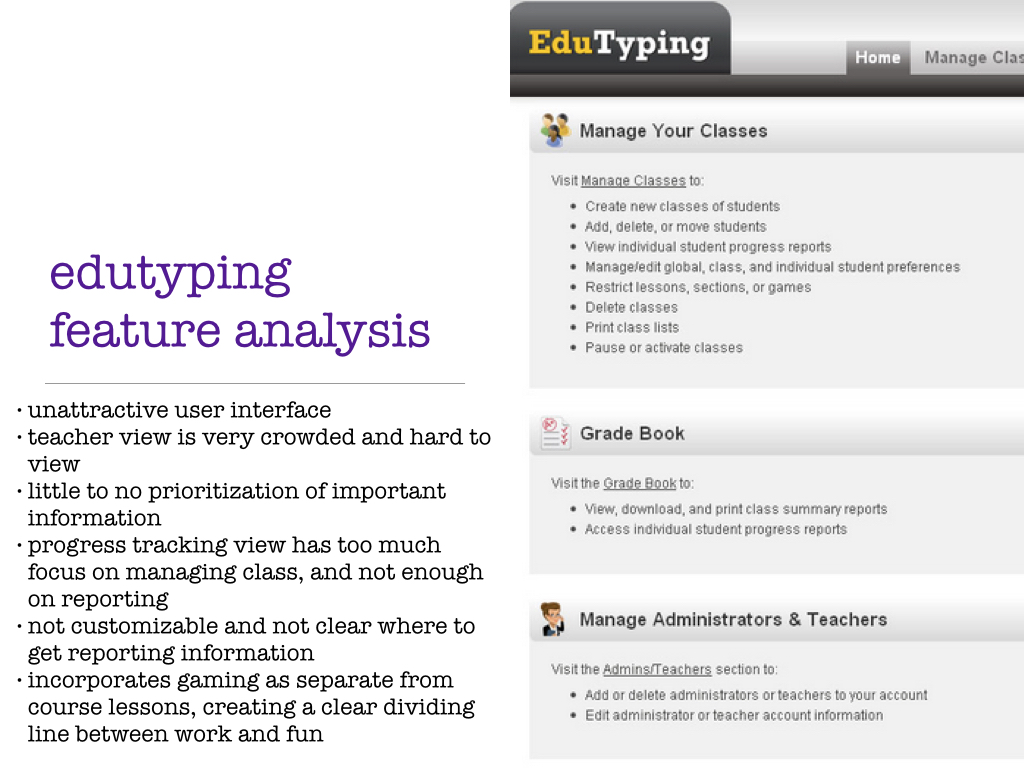 edutyping
feature analysis
· unattractive user interface
· teacher view is very crowded and hard to
view
· little to no prioritization of important
information
· progress tracking view has too much
focus on managing class, and not enough
on reporting
· not customizable and not clear where to
get reporting information
· incorporates gaming as separate from
course lessons, creating a clear dividing
line between work and fun
EduTyping
Home Manage Clas
Manage Your Classes
Visit Manage Classes to:
• Create new classes of students
• Add, delete, or move students
• View individual student progress reports
• Manage/edit global, class, and individual student preferences
• Restrict lessons, sections, or games
• Delete classes
• Print class lists
• Pause or activate classes
Grade Book
Visit the Grade Book to:
• View, download, and print class summary reports
• Access individual student progress reports
Manage Administrators & Teachers
Visit the Admins/Teachers section to:
• Add or delete administrators or teachers to your account
• Edit administrator or teacher account information